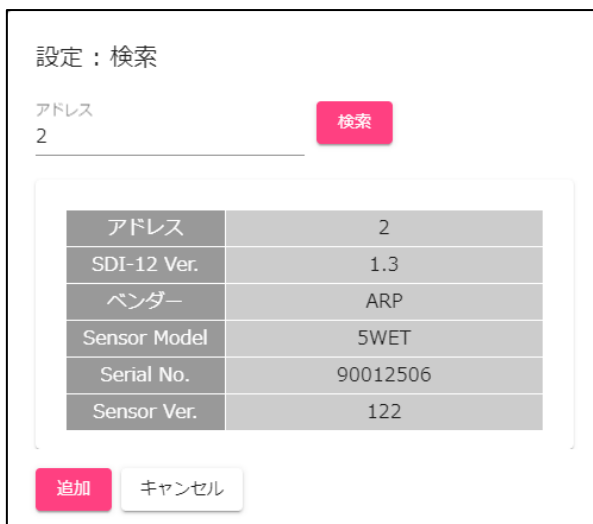 設定：検索
アドレス
2
検索
アドレス 2
SDI-12 Ver. 1.3
ベンダー ARP
Sensor Model 5WET
Serial No. 90012506
Sensor Ver. 122
追加 キャンセル